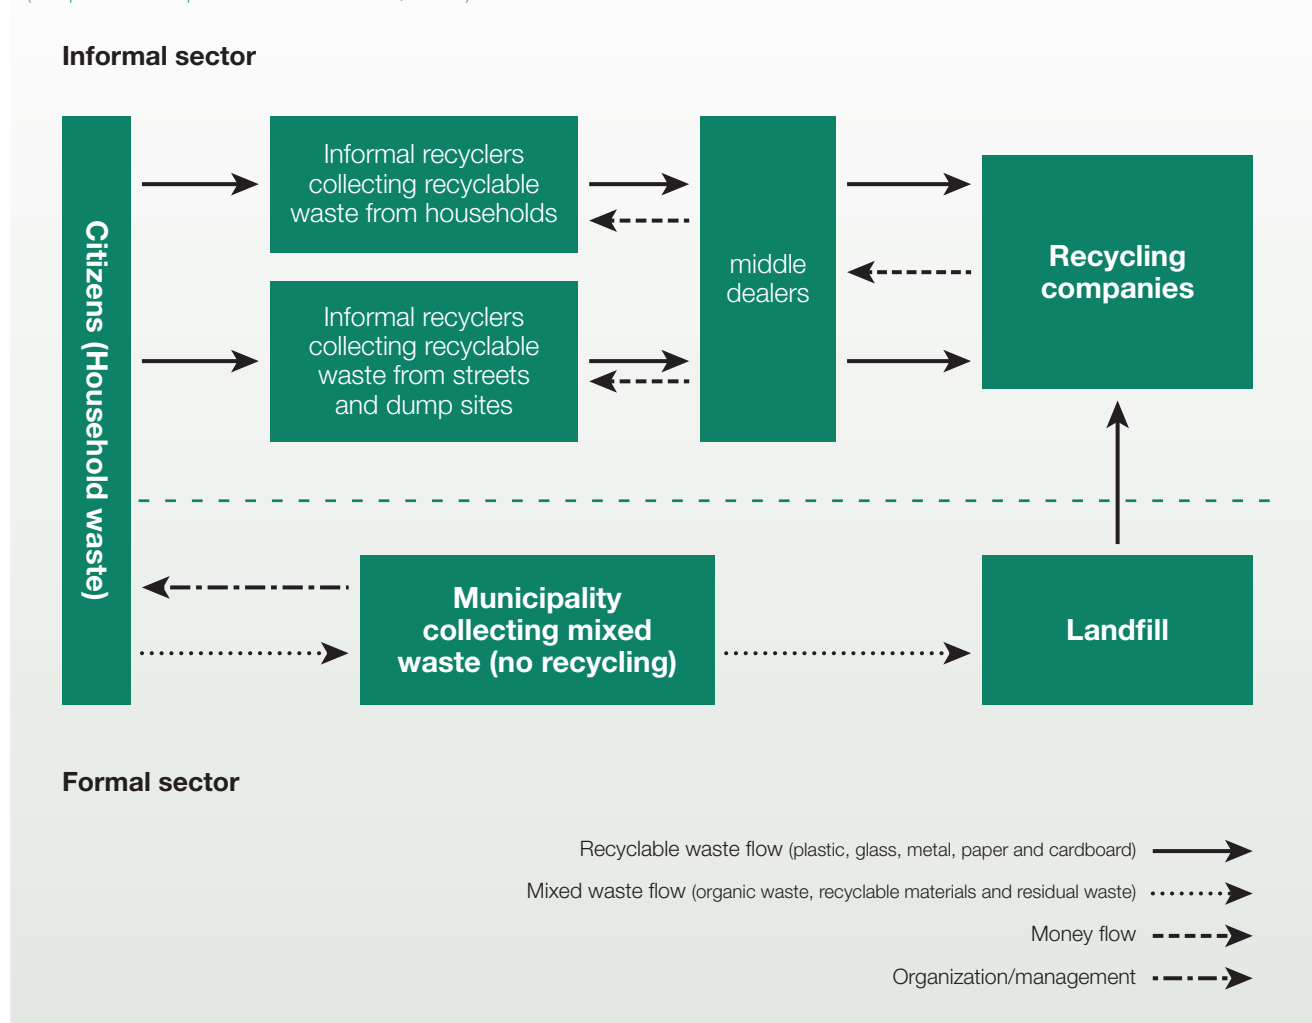 Informal sector
Citizens (Household waste)
Informal recyclers
collecting recyclable
waste from households
Informal recyclers
collecting recyclable
waste from streets
and dump sites
middle
dealers
Recycling
companies
Municipality
collecting mixed
waste (no recycling)
Landfill
Formal sector
Recyclable waste flow (plastic, glass, metal, paper and cardboard)
Mixed waste flow (organic waste, recyclable materials and residual waste)
Money flow
Organization/management